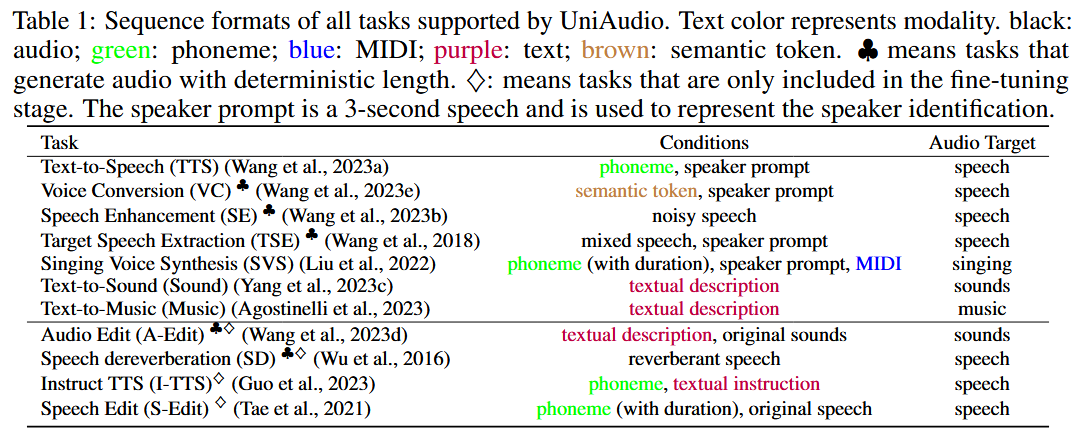 Table 1: Sequence formats of all tasks supported by UniAudio. Text color represents modality. black:
audio; green: phoneme; blue: MIDI; purple: text; brown: semantic token. ♣ means tasks that
generate audio with deterministic length. ♢: means tasks that are only included in the fine-tuning
stage. The speaker prompt is a 3-second speech and is used to represent the speaker identification.
Task Conditions Audio Target
Text-to-Speech (TTS) (Wang et al., 2023a) phoneme, speaker prompt speech
Voice Conversion (VC) ♣ (Wang et al., 2023e) semantic token, speaker prompt speech
Speech Enhancement (SE) ♣ (Wang et al., 2023b) noisy speech speech
Target Speech Extraction (TSE) ♣ (Wang et al., 2018) mixed speech, speaker prompt speech
Singing Voice Synthesis (SVS) (Liu et al., 2022) phoneme (with duration), speaker prompt, MIDI singing
Text-to-Sound (Sound) (Yang et al., 2023c) textual description sounds
Text-to-Music (Music) (Agostinelli et al., 2023) textual description music
Audio Edit (A-Edit) ♣♢ (Wang et al., 2023d) textual description, original sounds sounds
Speech dereverberation (SD) ♣♢ (Wu et al., 2016) reverberant speech speech
Instruct TTS (I-TTS)♢ (Guo et al., 2023) phoneme, textual instruction speech
Speech Edit (S-Edit) ♢ (Tae et al., 2021) phoneme (with duration), original speech speech